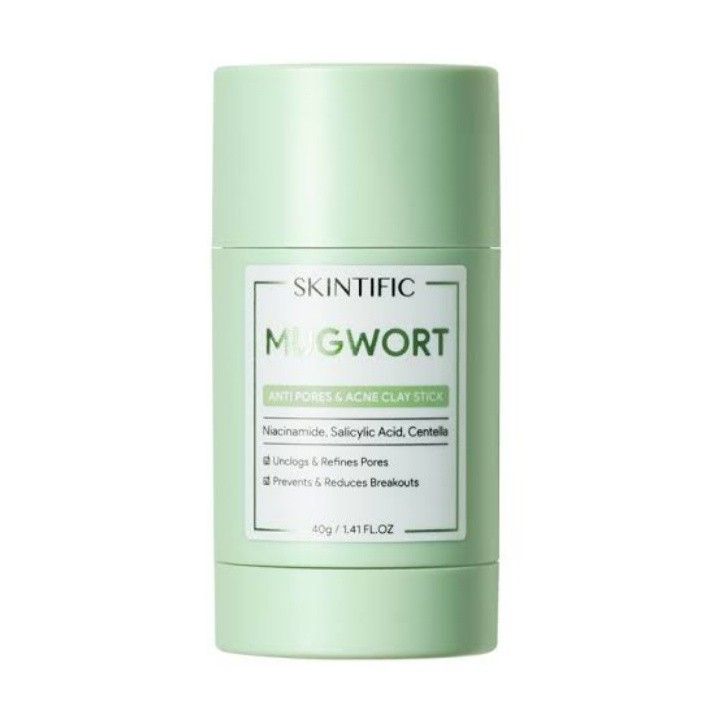 SKINTIFIC
MUGWORT
ANTI PORES & ACNE CLAY STICK
Niacinamide, Salicylic Acid, Centella
☑ Unclogs & Refines Pores
☑ Prevents & Reduces Breakouts
40g / 1.41 FL.OZ